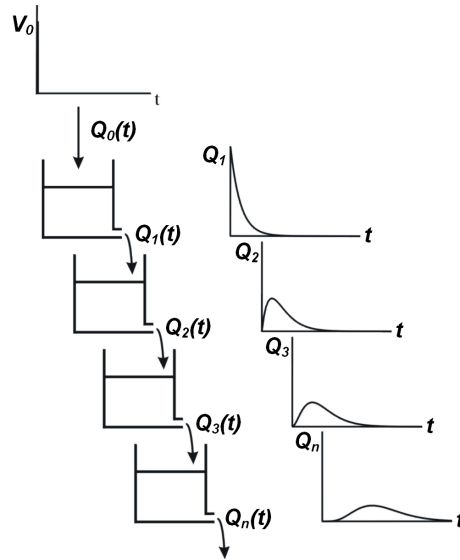 V₀
t
Q₀(t)
Q₁
t
Q₁(t)
Q₂
t
Q₂(t)
Q₃
t
Q₃(t)
Qₙ
t
Qₙ(t)